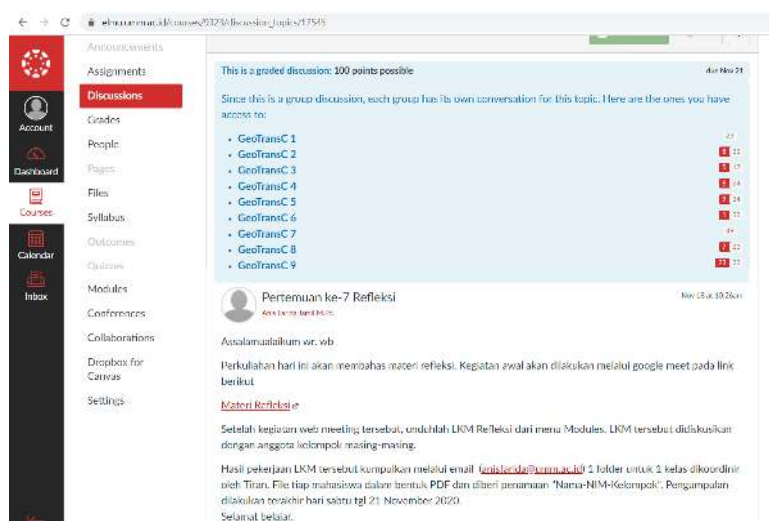 Announcements
Assignments
Discussions
Grades
People
Pages
Files
Syllabus
Outcomes
Quizzes
Modules
Conferences
Collaborations
Dropbox for
Canvas
Settings
Account
Dashboard
Courses
Calendar
Inbox
This is a graded discussion: 100 points possible
due Nov 21
Since this is a group discussion, each group has its own conversation for this topic. Here are the ones you have
access to:
• GeoTransC 1
• GeoTransC 2
• GeoTransC 3
• GeoTransC 4
• GeoTransC 5
• GeoTransC 6
• GeoTransC 7
• GeoTransC 8
• GeoTransC 9
Pertemuan ke-7 Refleksi
Assalamualaikum wr. wb
Perkuliahan hari ini akan membahas materi refleksi. Kegiatan awal akan dilakukan melalui google meet pada link
berikut
Materi Refleksi
Setelah kegiatan web meeting tersebut, unduhlah LKM Refleksi dari menu Modules. LKM tersebut didiskusikan
dengan anggota kelompok masing-masing.
Hasil pekerjaan LKM tersebut kumpulkan melalui email (anisfarida@umm.ac.id) 1 folder untuk 1 kelas dikoordinir
oleh Titan. File tiap mahasiswa dalam bentuk PDF dan diberi penamaan "Nama-NIM-Kelompok". Pengumpulan
dilakukan terakhir hari sabtu tgl 21 November 2020.
Selamat belajar.